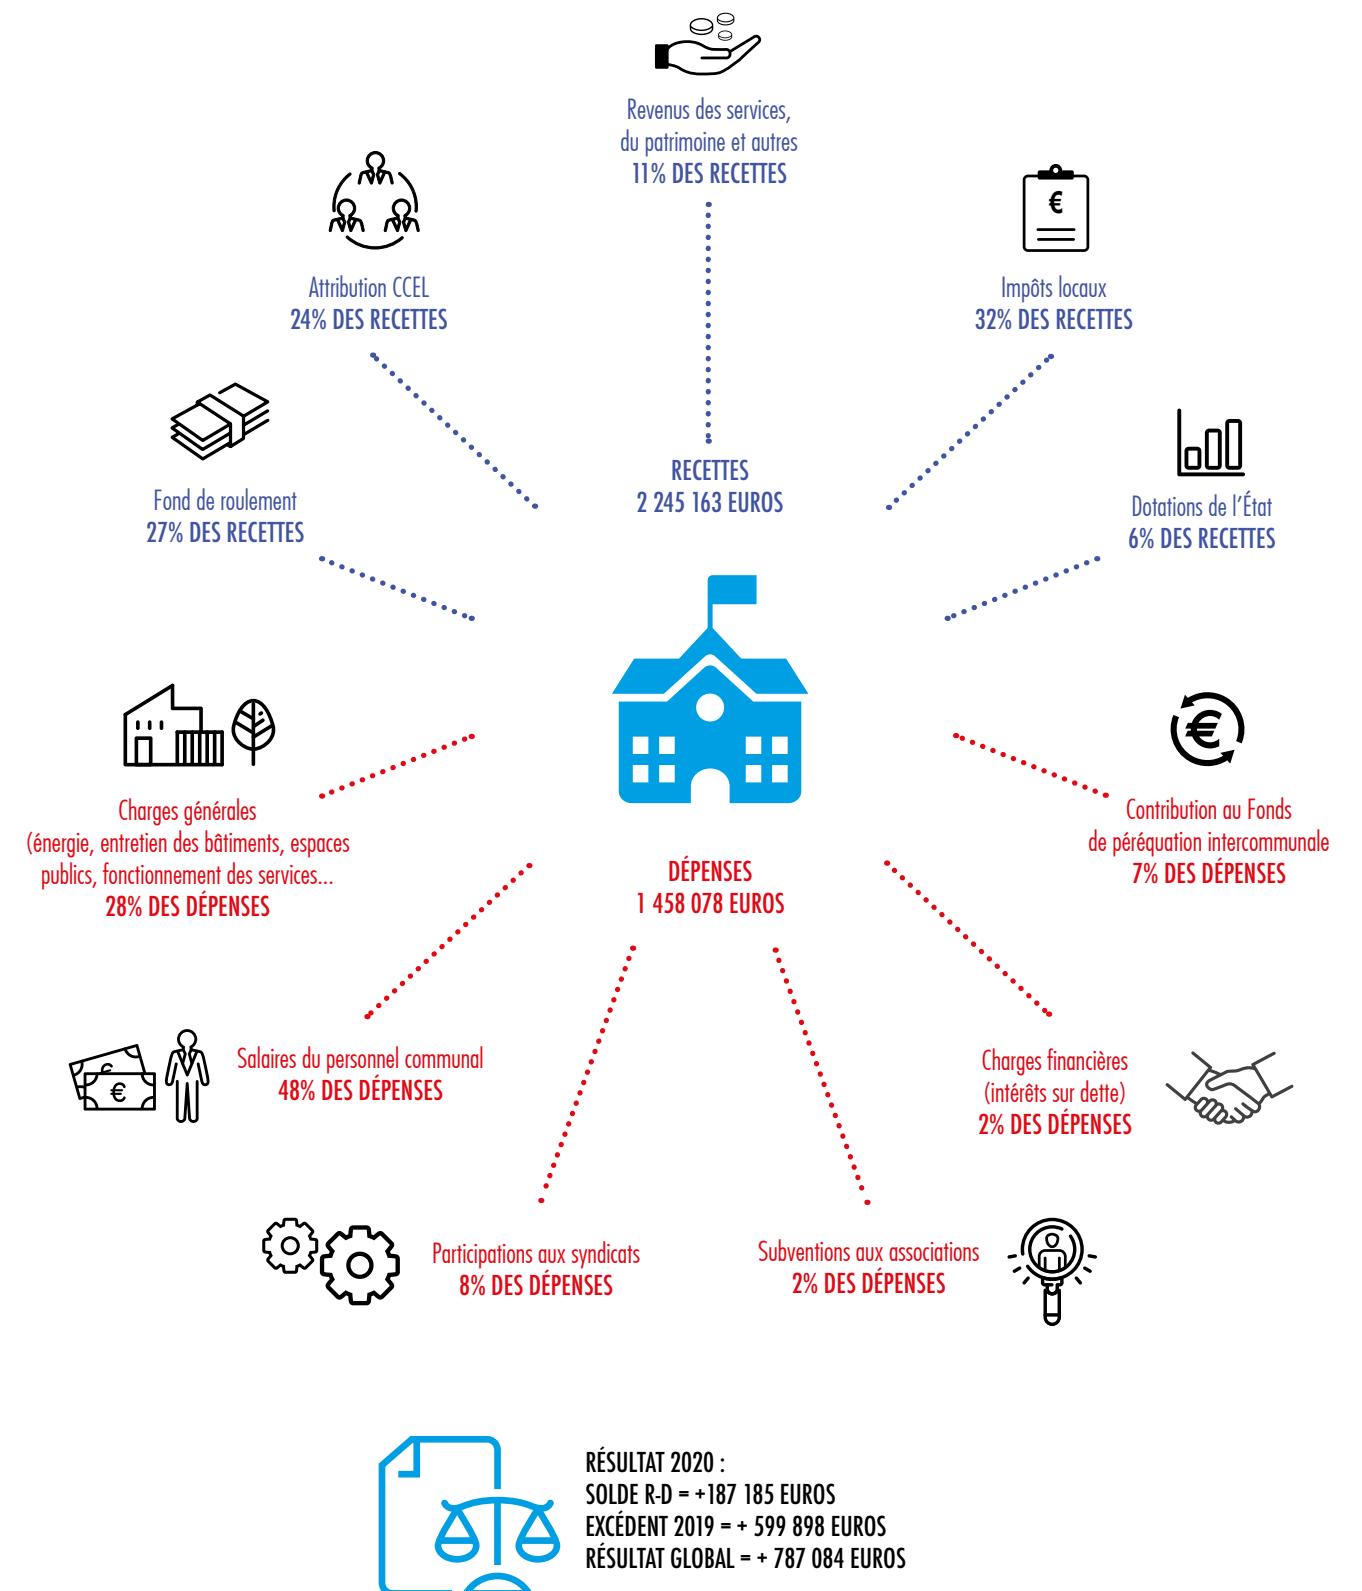 Revenus des services,
du patrimoine et autres
11% DES RECETTES
Attribution CCEL
24% DES RECETTES
€
Impôts locaux
32% DES RECETTES
Fond de roulement
27% DES RECETTES
RECETTES
2 245 163 EUROS
Dotations de l’État
6% DES RECETTES
Charges générales
(énergie, entretien des bâtiments, espaces
publics, fonctionnement des services...
28% DES DÉPENSES
€
Contribution au Fonds
de péréquation intercommunale
7% DES DÉPENSES
DÉPENSES
1 458 078 EUROS
€
€
Salaires du personnel communal
48% DES DÉPENSES
Charges financières
(intérêts sur dette)
2% DES DÉPENSES
Participations aux syndicats
8% DES DÉPENSES
Subventions aux associations
2% DES DÉPENSES
RÉSULTAT 2020 :
SOLDE R-D = +187 185 EUROS
EXCÉDENT 2019 = + 599 898 EUROS
RÉSULTAT GLOBAL = + 787 084 EUROS